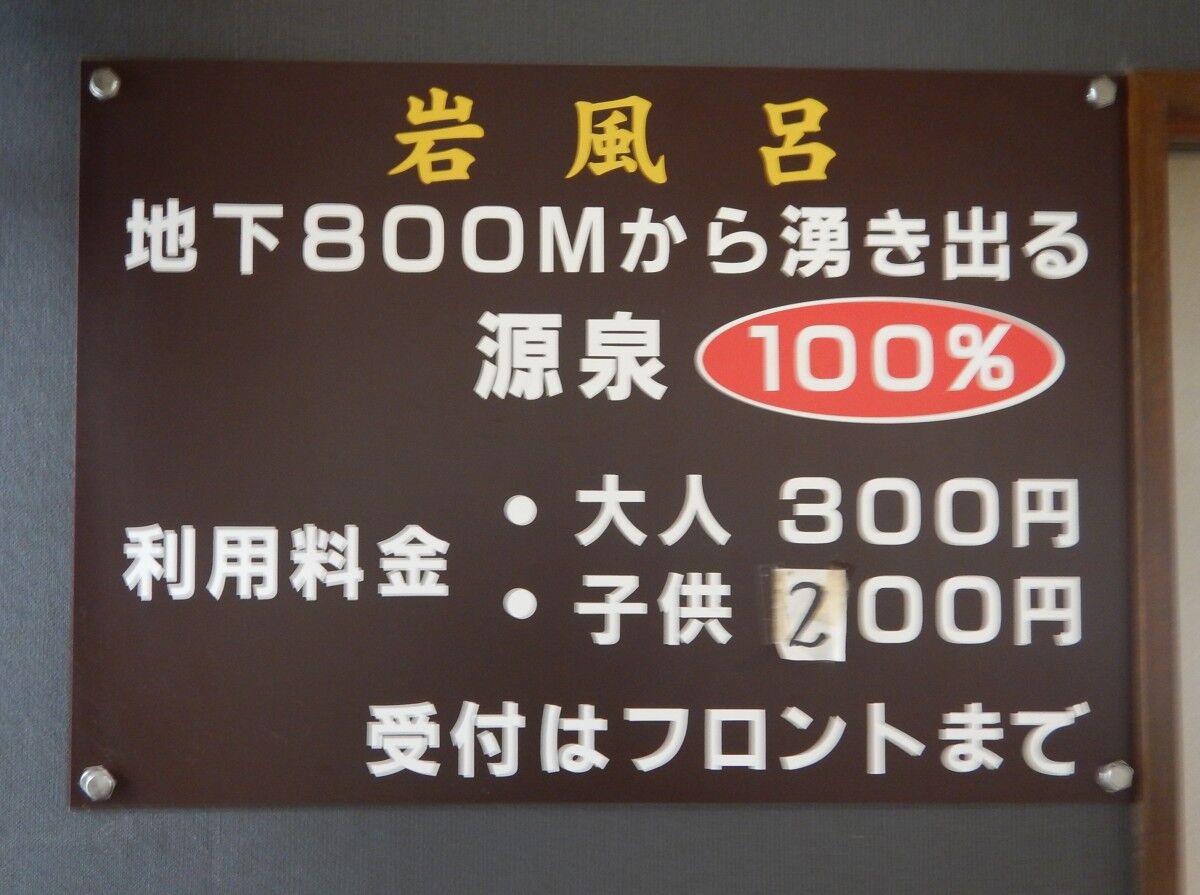 岩風呂
地下800Mから湧き出る
源泉 100%
利用料金
・大人 300円
・子供 200円
受付はフロントまで